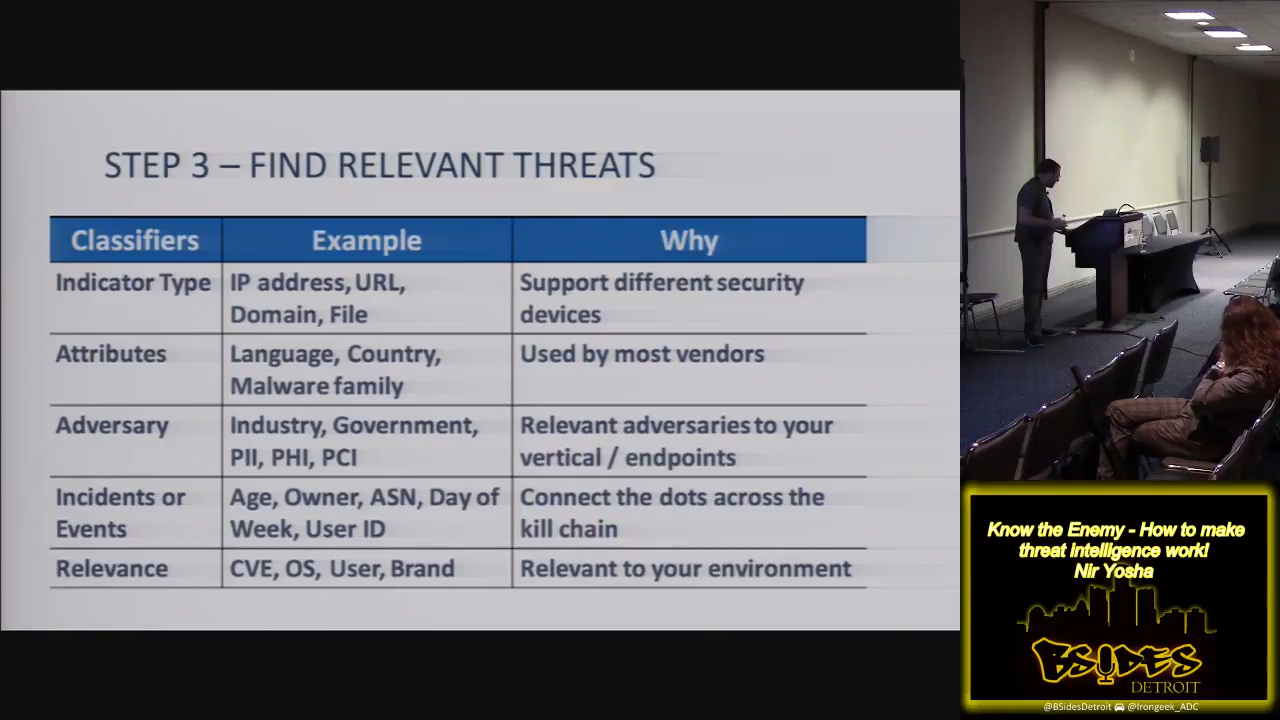 STEP 3 – FIND RELEVANT THREATS
Classifiers Example Why
Indicator Type IP address, URL, Support different security
Domain, File devices
Attributes Language, Country, Used by most vendors
Malware family
Adversary Industry, Government, Relevant adversaries to your
PII, PHI, PCI vertical / endpoints
Incidents or Age, Owner, ASN, Day of Connect the dots across the
Events Week, User ID kill chain
Relevance CVE, OS, User, Brand Relevant to your environment
Know the Enemy - How to make
threat intelligence work!
Nir Yosha
BSIDES
DETROIT
@BSidesDetroit @Irongeek_ADC